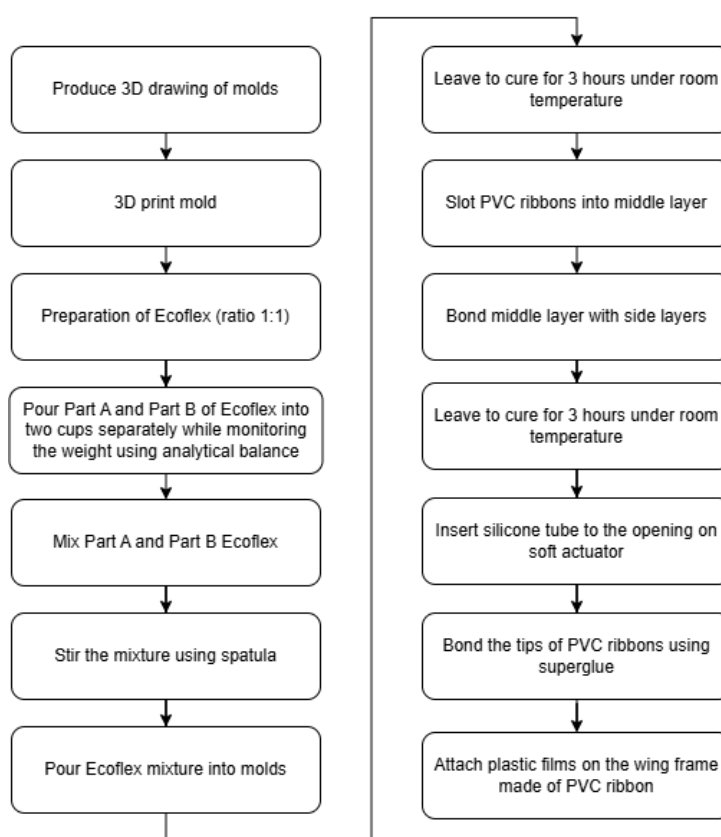 Produce 3D drawing of molds
3D print mold
Preparation of Ecoflex (ratio 1:1)
Pour Part A and Part B of Ecoflex into
two cups separately while monitoring
the weight using analytical balance
Mix Part A and Part B Ecoflex
Stir the mixture using spatula
Pour Ecoflex mixture into molds
Leave to cure for 3 hours under room
temperature
Slot PVC ribbons into middle layer
Bond middle layer with side layers
Leave to cure for 3 hours under room
temperature
Insert silicone tube to the opening on
soft actuator
Bond the tips of PVC ribbons using
superglue
Attach plastic films on the wing frame
made of PVC ribbon